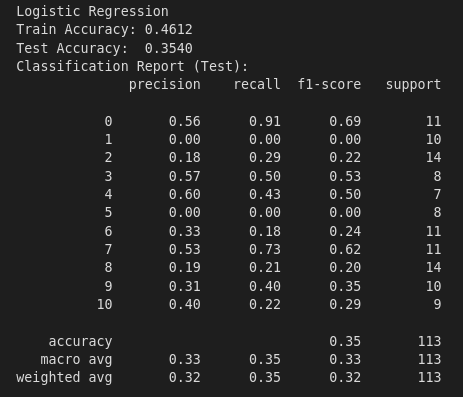 Logistic Regression
Train Accuracy: 0.4612
Test Accuracy:  0.3540
Classification Report (Test):
              precision    recall  f1-score   support

           0       0.56      0.91      0.69        11
           1       0.00      0.00      0.00        10
           2       0.18      0.29      0.22        14
           3       0.57      0.50      0.53         8
           4       0.60      0.43      0.50         7
           5       0.00      0.00      0.00         8
           6       0.33      0.18      0.24        11
           7       0.53      0.73      0.62        11
           8       0.19      0.21      0.20        14
           9       0.31      0.40      0.35        10
          10       0.40      0.22      0.29         9

    accuracy                           0.35       113
   macro avg       0.33      0.35      0.33       113
weighted avg       0.32      0.35      0.32       113